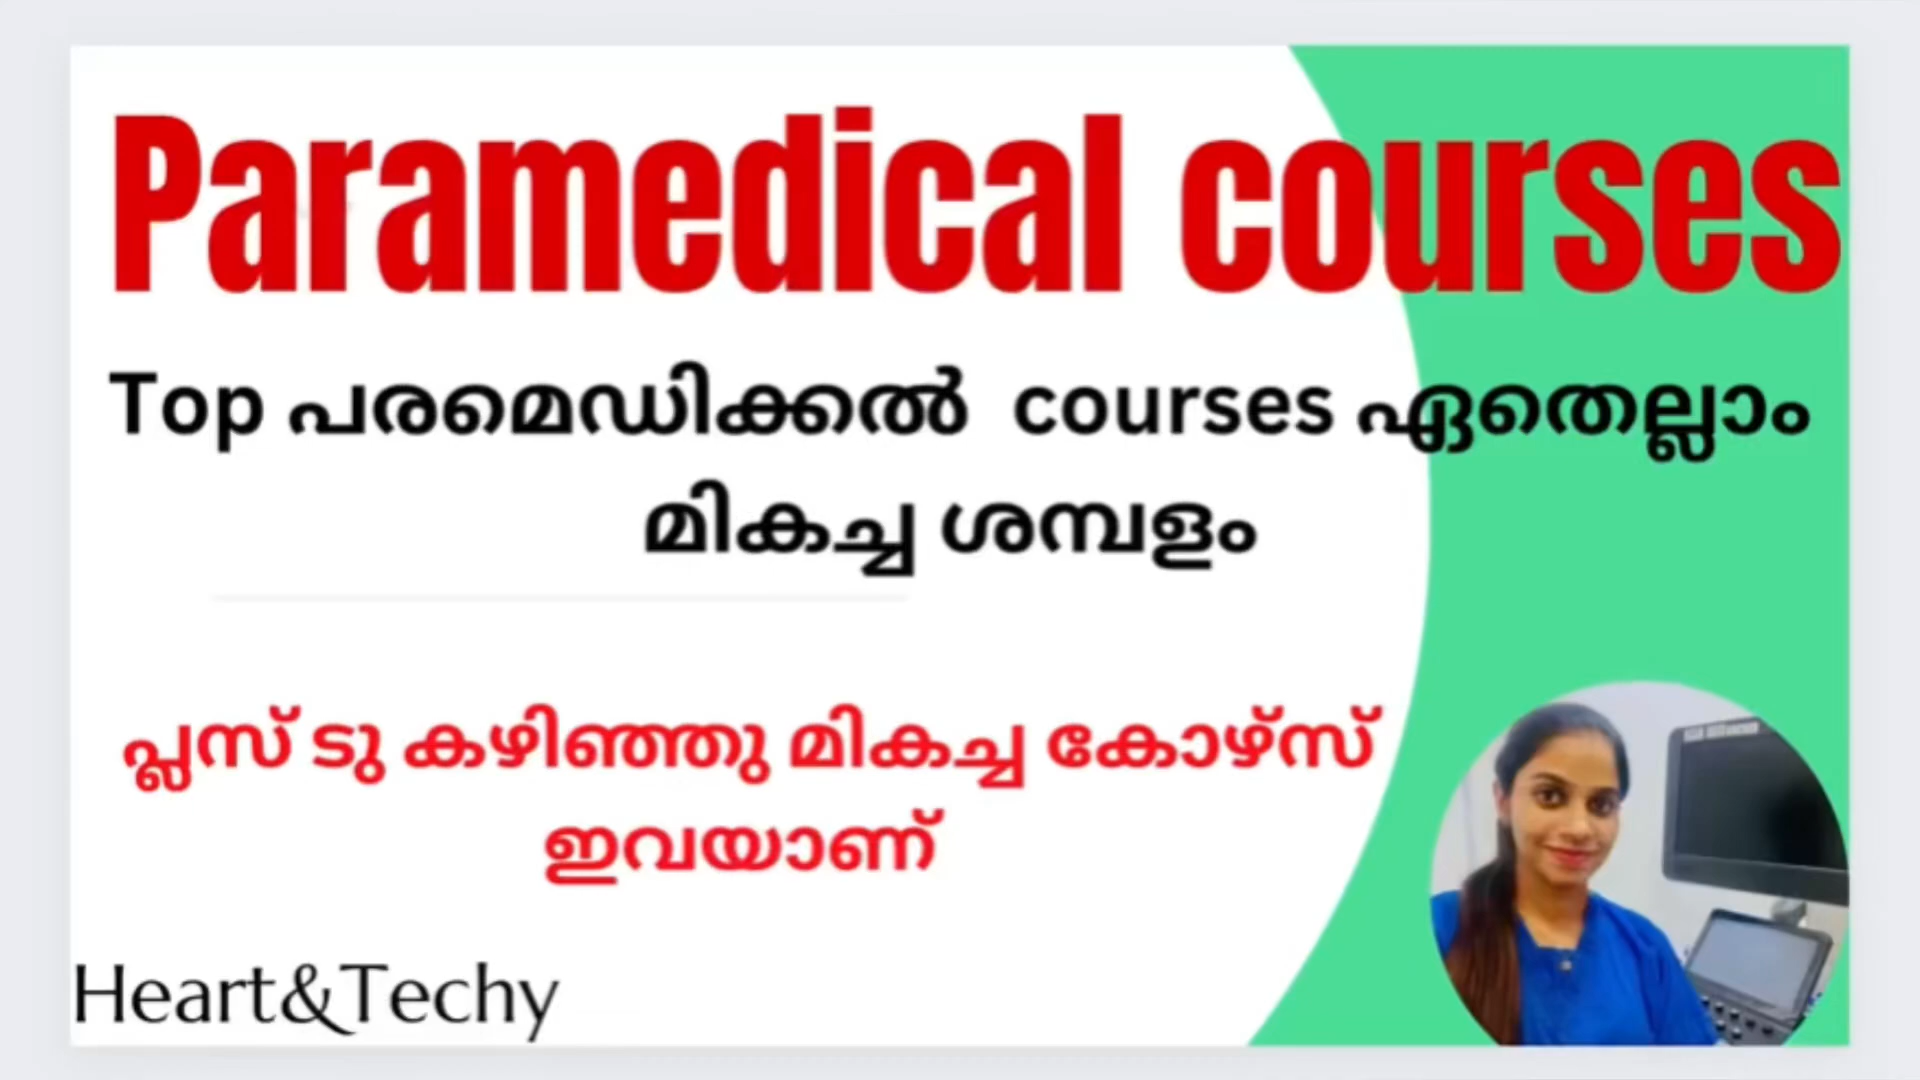 Paramedical courses
Top പരമെഡിക്കൽ courses ഏതെല്ലാം
മികച്ച ശമ്പളം
പ്ലസ് ടു കഴിഞ്ഞു മികച്ച കോഴ്സ്
ഇവയാണ്
Heart&Techy